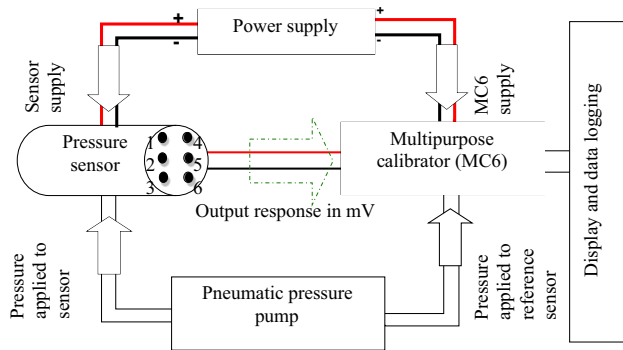 +
+
Power supply
-
-
Sensor
supply
MC6
supply
Pressure
sensor
1
4
2
5
3
6
Multipurpose
calibrator (MC6)
Output response in mV
Display and data logging
Pressure
applied to
sensor
Pneumatic pressure
pump
Pressure
applied to
reference
sensor